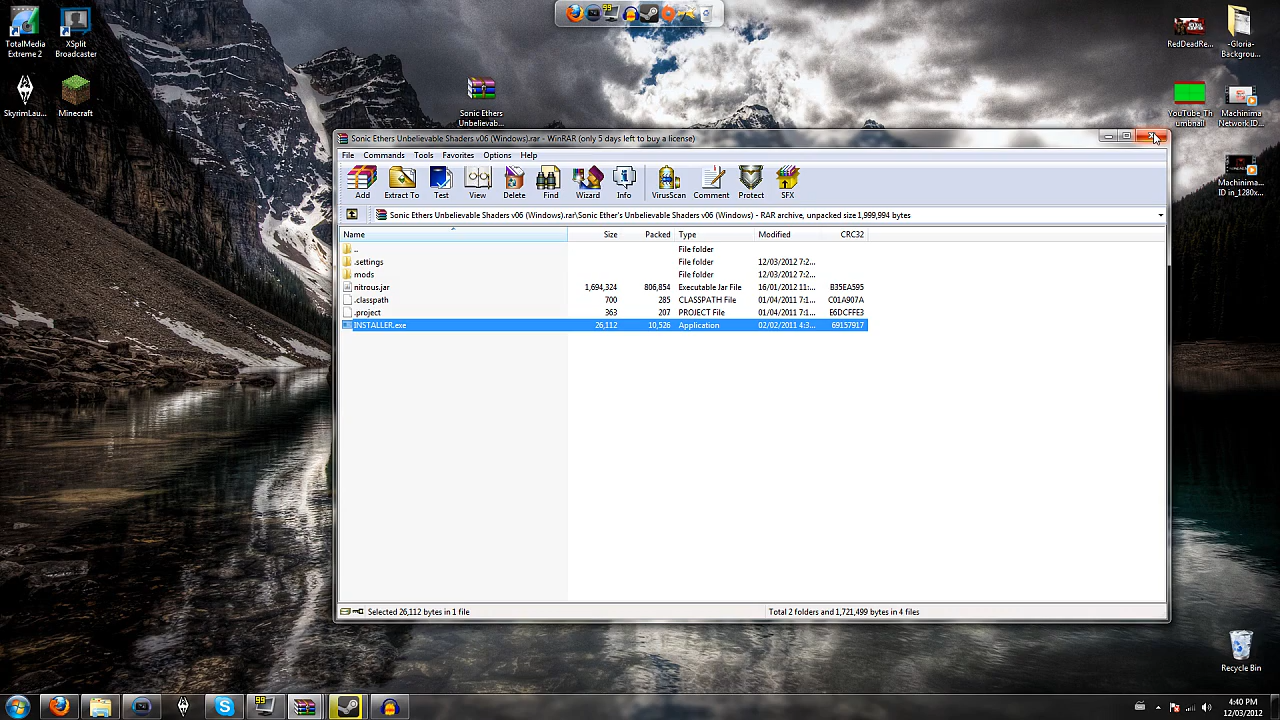 TotalMedia
Extreme 2
XSplit
Broadcaster
SkyrimLau...
Minecraft
Sonic Ethers
Unbelievab...
99
RedDeadRe...
-Gloria-
Backgrou...
YouTube Th
umbnail
Machinima
Network ID...
Machinima...
ID in_1280x...
Sonic Ethers Unbelievable Shaders v06 (Windows).rar - WinRAR (only 5 days left to buy a license)
File Commands Tools Favorites Options Help
Add Extract To Test View Delete Find Wizard Info VirusScan Comment Protect SFX
Sonic Ethers Unbelievable Shaders v06 (Windows).rar\Sonic Ether's Unbelievable Shaders v06 (Windows) - RAR archive, unpacked size 1,999,994 bytes
Name Size Packed Type Modified CRC32
.. File folder
.settings File folder 12/03/2012 7:2...
mods File folder 12/03/2012 7:2...
nitrous.jar 1,694,324 806,854 Executable Jar File 16/01/2012 11:... B35EA595
.classpath 700 285 CLASSPATH File 01/04/2011 7:1... C01A907A
.project 363 207 PROJECT File 01/04/2011 7:1... E6DCFFE3
INSTALLER.exe 26,112 10,526 Application 02/02/2011 4:3... 69157917
Selected 26,112 bytes in 1 file
Total 2 folders and 1,721,499 bytes in 4 files
Recycle Bin
99
4:40 PM
12/03/2012